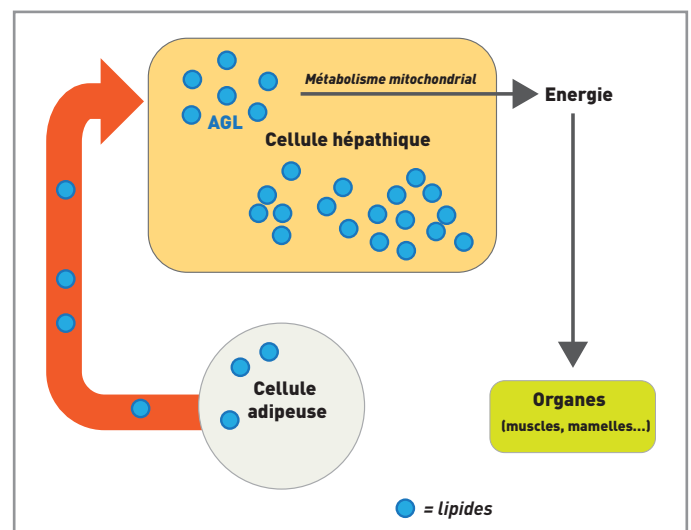 Métabolisme mitochondrial
Energie
AGL
Cellule hépathique
Cellule
adipeuse
Organes
(muscles, mamelles...)
= lipides